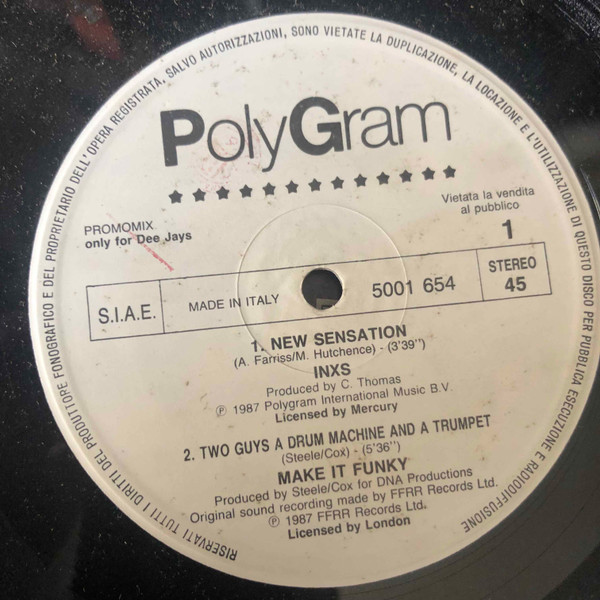 RISERVATI TUTTI I DIRITTI DEL PRODUTTORE FONOGRAFICO E DEL PROPRIETARIO DELL'OPERA REGISTRATA, SALVO AUTORIZZAZIONI, SONO VIETATE LA DUPLICAZIONE, LA LOCAZIONE E L'UTILIZZAZIONE DI QUESTO DISCO PER PUBBLICA ESECUZIONE E RADIODIFFUSIONE
PolyGram
PROMOMIX
only for Dee Jays
Vietata la vendita
al pubblico
1
S.I.A.E.
MADE IN ITALY
5001 654
STEREO
45
1. NEW SENSATION
(A. Farriss/M. Hutchence) - (3'39'')
INXS
Produced by C. Thomas
℗ 1987 Polygram International Music B.V.
Licensed by Mercury
2. TWO GUYS A DRUM MACHINE AND A TRUMPET
(Steele/Cox) - (5'36'')
MAKE IT FUNKY
Produced by Steele/Cox for DNA Productions
Original sound recording made by FFRR Records Ltd.
℗ 1987 FFRR Records Ltd.
Licensed by London